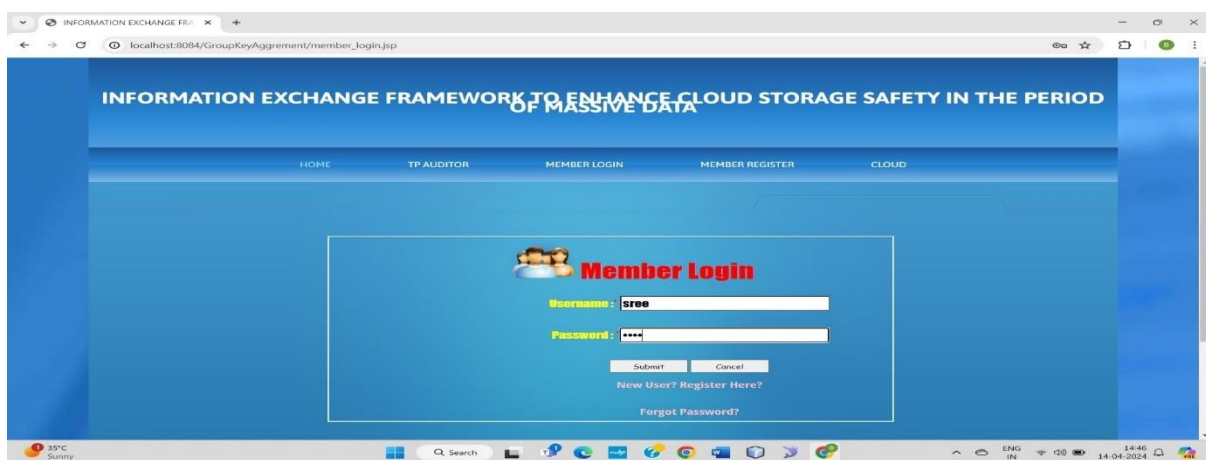 INFORMATION EXCHANGE FRA
localhost:8084/GroupKeyAggrement/member_login.jsp
INFORMATION EXCHANGE FRAMEWORK TO ENHANCE CLOUD STORAGE SAFETY IN THE PERIOD
OF MASSIVE DATA
HOME TP AUDITOR MEMBER LOGIN MEMBER REGISTER CLOUD
Member Login
Username : sree
Password : ••••
Submit Cancel
New User? Register Here?
Forgot Password?
35°C
Sunny
Search
ENG
IN
14:46
14-04-2024